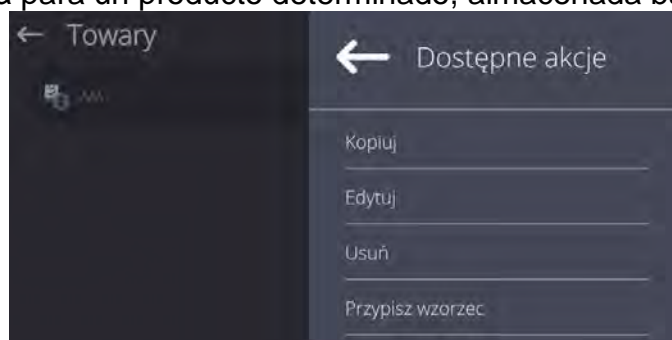 para un producto determinado, almacenada
← Towary
← Dostępne akcje
Kopiuj
Edytuj
Usuń
Przypisz wzorzec